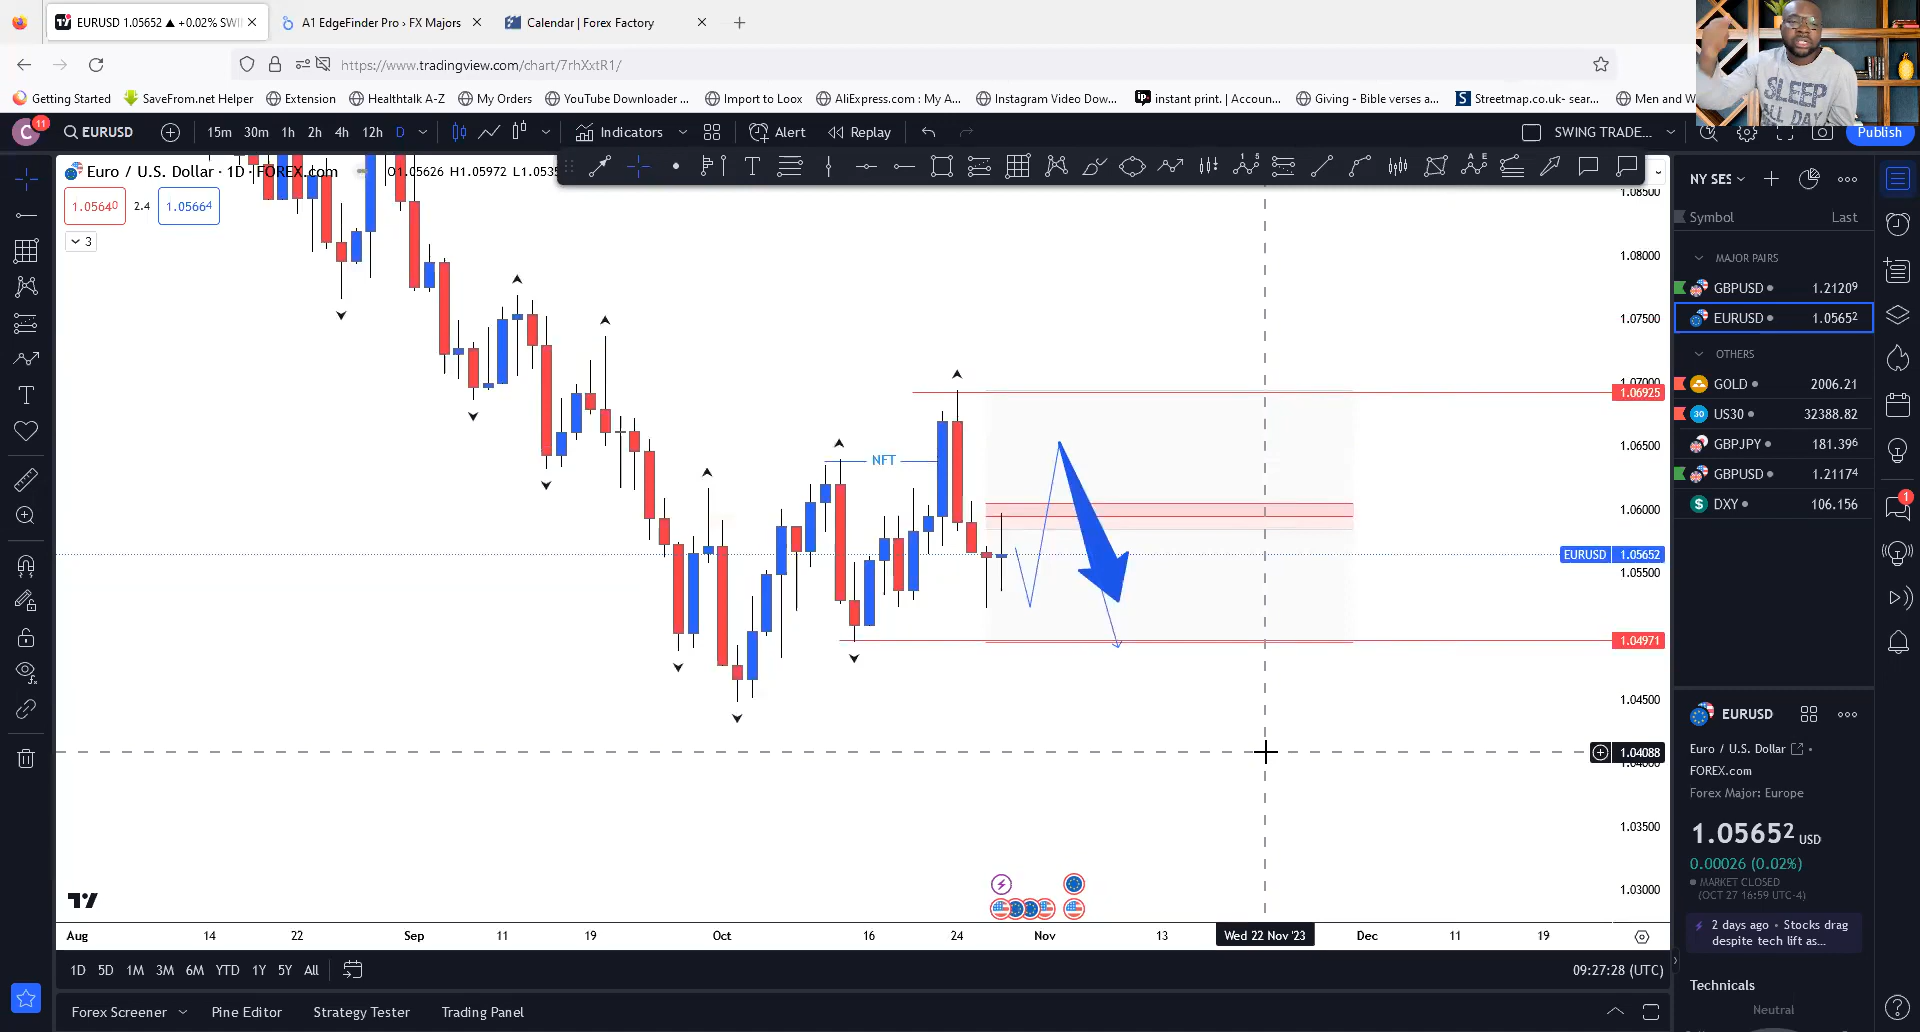 EURUSD 1.05652 ▲ +0.02% SWI
A1 EdgeFinder Pro › FX Majors
Calendar | Forex Factory
https://www.tradingview.com/chart/7rhXxtR1/
Getting Started
SaveFrom.net Helper
Extension
Healthtalk A-Z
My Orders
YouTube Downloader ...
Import to Loox
AliExpress.com : My A...
Instagram Video Dow...
ip.
instant print. | Accoun...
Giving - Bible verses a...
Streetmap.co.uk- sear...
Men and W
SLEEP
ALL DAY
C 11
EURUSD
15m 30m 1h 2h 4h 12h D
Indicators
Alert
Replay
SWING TRADE...
Publish
Euro / U.S. Dollar · 1D · FOREX.com
O1.05626 H1.05972 L1.0535
1.05640 2.4 1.05664
3
NFT
1.08500
1.08000
1.07500
1.07000
1.06925
1.06500
1.06000
EURUSD 1.05652
1.05500
1.04971
1.04500
1.04088
1.04000
1.03500
1.03000
Aug 14 22 Sep 11 19 Oct 16 24 Nov 13 Wed 22 Nov '23 Dec 11 19
1D 5D 1M 3M 6M YTD 1Y 5Y All
09:27:28 (UTC)
Forex Screener
Pine Editor
Strategy Tester
Trading Panel
NY SES
Symbol Last
MAJOR PAIRS
GBPUSD 1.21209
EURUSD 1.05652
OTHERS
GOLD 2006.21
30 US30 32388.82
GBPJPY 181.396
GBPUSD 1.21174
DXY 106.156
1
EURUSD
Euro / U.S. Dollar
FOREX.com
Forex Major: Europe
1.05652 USD
0.00026 (0.02%)
MARKET CLOSED
(OCT 27 16:59 UTC-4)
2 days ago • Stocks drag
despite tech lift as...
Technicals
Neutral